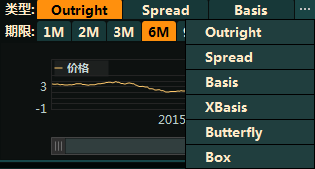 类型: Outright Spread Basis ...
期限: 1M 2M 3M 6M
Outright
Spread
Basis
XBasis
Butterfly
Box
价格
3
-1
2015